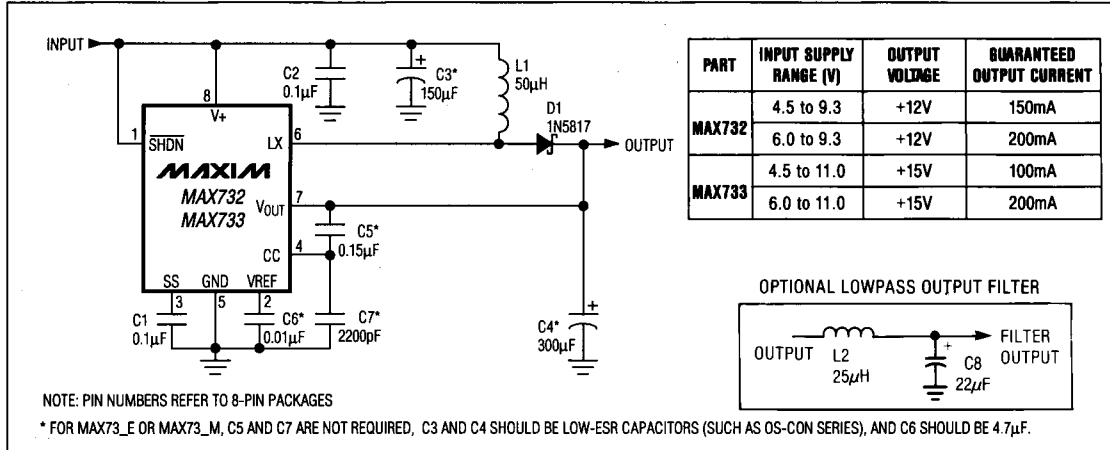 INPUT
C2
0.1µF
+
C3*
150µF
L1
50µH
D1
1N5817
OUTPUT
8
V+
1
SHDN
LX
6
MAXIM
MAX732
MAX733
VOUT
7
C5*
0.15µF
CC
4
SS
GND
VREF
3
5
2
C1
0.1µF
C6*
0.01µF
C7*
2200pF
+
C4*
300µF
PART
INPUT SUPPLY RANGE (V)
OUTPUT VOLTAGE
GUARANTEED OUTPUT CURRENT
MAX732
4.5 to 9.3 +12V 150mA
6.0 to 9.3 +12V 200mA
MAX733
4.5 to 11.0 +15V 100mA
6.0 to 11.0 +15V 200mA
OPTIONAL LOWPASS OUTPUT FILTER
OUTPUT
L2
25µH
+
C8
22µF
FILTER
OUTPUT
NOTE: PIN NUMBERS REFER TO 8-PIN PACKAGES
* FOR MAX73_E OR MAX73_M, C5 AND C7 ARE NOT REQUIRED, C3 AND C4 SHOULD BE LOW-ESR CAPACITORS (SUCH AS OS-CON SERIES), AND C6 SHOULD BE 4.7µF.